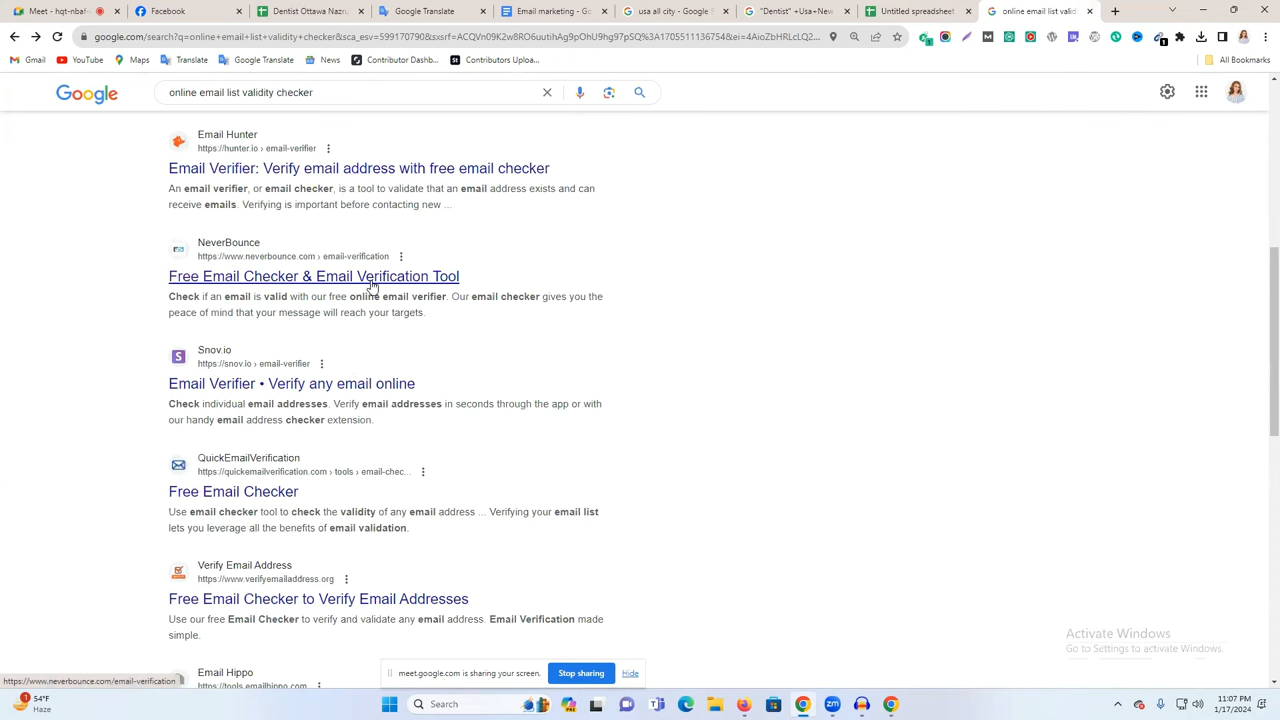 Meet - hqt-nbaf-
Facebook
Dentist Ottawa Nazru
Google Translate
Email marketing - Go
usa all city - Google S
"Dentist" +Usa+New
Untitled spreadsheet
online email list valid
google.com/search?q=online+email+list+validity+checker&sca_esv=599170790&sxsrf=ACQVn09k2w8RO6uutihAg9pOhU9hg97pSQ%3A1705511136754&ei=4AioZbHRLcyZ...
Gmail
YouTube
Maps
Translate
Google Translate
News
Contributor Dashb...
Contributors Uploa...
All Bookmarks
Google
online email list validity checker
Email Hunter
https://hunter.io › email-verifier
Email Verifier: Verify email address with free email checker
An email verifier, or email checker, is a tool to validate that an email address exists and can
receive emails. Verifying is important before contacting new ...
NeverBounce
https://www.neverbounce.com › email-verification
Free Email Checker & Email Verification Tool
Check if an email is valid with our free online email verifier. Our email checker gives you the
peace of mind that your message will reach your targets.
Snov.io
https://snov.io › email-verifier
Email Verifier • Verify any email online
Check individual email addresses. Verify email addresses in seconds through the app or with
our handy email address checker extension.
QuickEmailVerification
https://quickemailverification.com › tools › email-chec...
Free Email Checker
Use email checker tool to check the validity of any email address ... Verifying your email list
lets you leverage all the benefits of email validation.
Verify Email Address
https://www.verifyemailaddress.org
Free Email Checker to Verify Email Addresses
Use our free Email Checker to verify and validate any email address. Email Verification made
simple.
Activate Windows
Go to Settings to activate Windows.
Email Hippo
https://tools.emailhippo.com
meet.google.com is sharing your screen.
Stop sharing
Hide
https://www.neverbounce.com/email-verification
54°F
Haze
Search
11:07 PM
1/17/2024